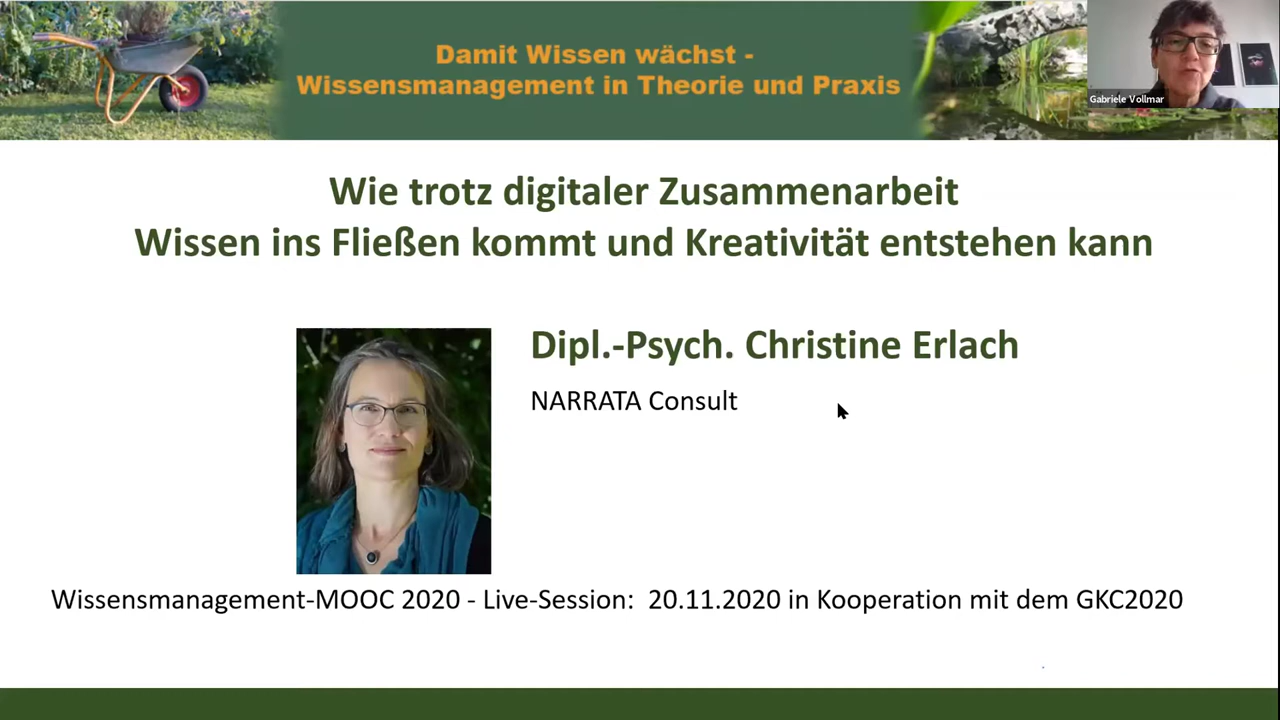 Damit Wissen wächst -
Wissensmanagement in Theorie und Praxis
Gabriele Vollmar
Wie trotz digitaler Zusammenarbeit
Wissen ins Fließen kommt und Kreativität entstehen kann
Dipl.-Psych. Christine Erlach
NARRATA Consult
Wissensmanagement-MOOC 2020 - Live-Session: 20.11.2020 in Kooperation mit dem GKC2020